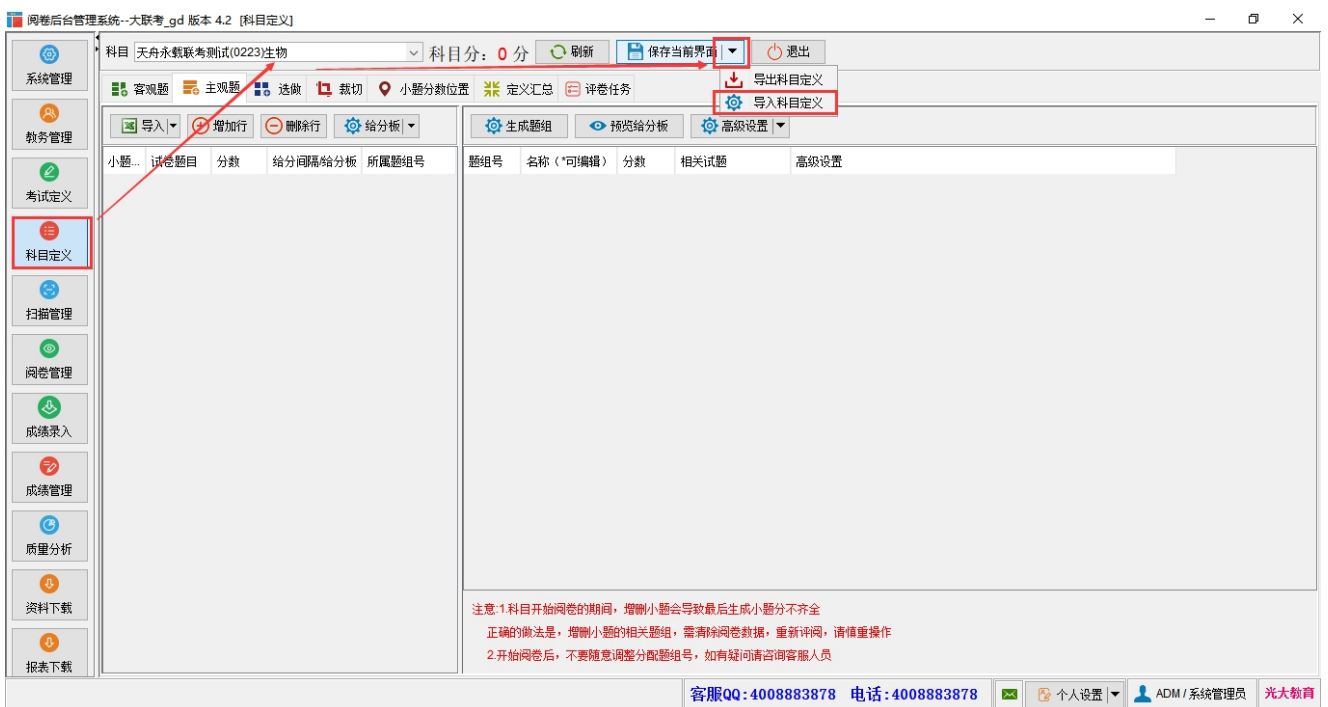 阅卷后台管理系统--大联考_gd 版本 4.2 [科目定义]
科目 天舟永载联考测试(0223)生物 科目分: 0 分 刷新 保存当前界面 退出
导出科目定义
导入科目定义
客观题 主观题 选做 裁切 小题分数位置 定义汇总 评卷任务
导入 增加行 删除行 给分板 生成题组 预览给分板 高级设置
小题... 试卷题目 分数 给分间隔/给分板 所属题组号 题组号 名称（*可编辑） 分数 相关试题 高级设置
系统管理
教务管理
考试定义
科目定义
扫描管理
阅卷管理
成绩录入
成绩管理
质量分析
资料下载
报表下载
注意:1.科目开始阅卷的期间，增删小题会导致最后生成小题分不齐全
正确的做法是，增删小题的相关题组，需清除阅卷数据，重新评阅，请慎重操作
2.开始阅卷后，不要随意调整分配题组号，如有疑问请咨询客服人员
客服QQ:4008883878 电话:4008883878 个人设置 ADM / 系统管理员 光大教育